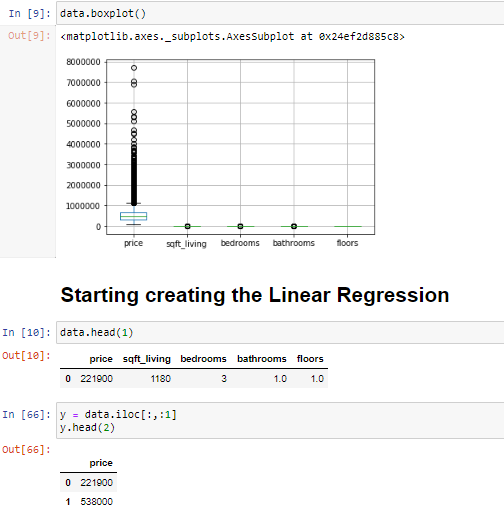 In [9]: data.boxplot()
Out[9]: <matplotlib.axes._subplots.AxesSubplot at 0x24ef2d885c8>
8000000
7000000
6000000
5000000
4000000
3000000
2000000
1000000
0
price sqft_living bedrooms bathrooms floors
Starting creating the Linear Regression
In [10]: data.head(1)
Out[10]:
price sqft_living bedrooms bathrooms floors
0 221900 1180 3 1.0 1.0
In [66]: y = data.iloc[:,:1]
y.head(2)
Out[66]:
price
0 221900
1 538000